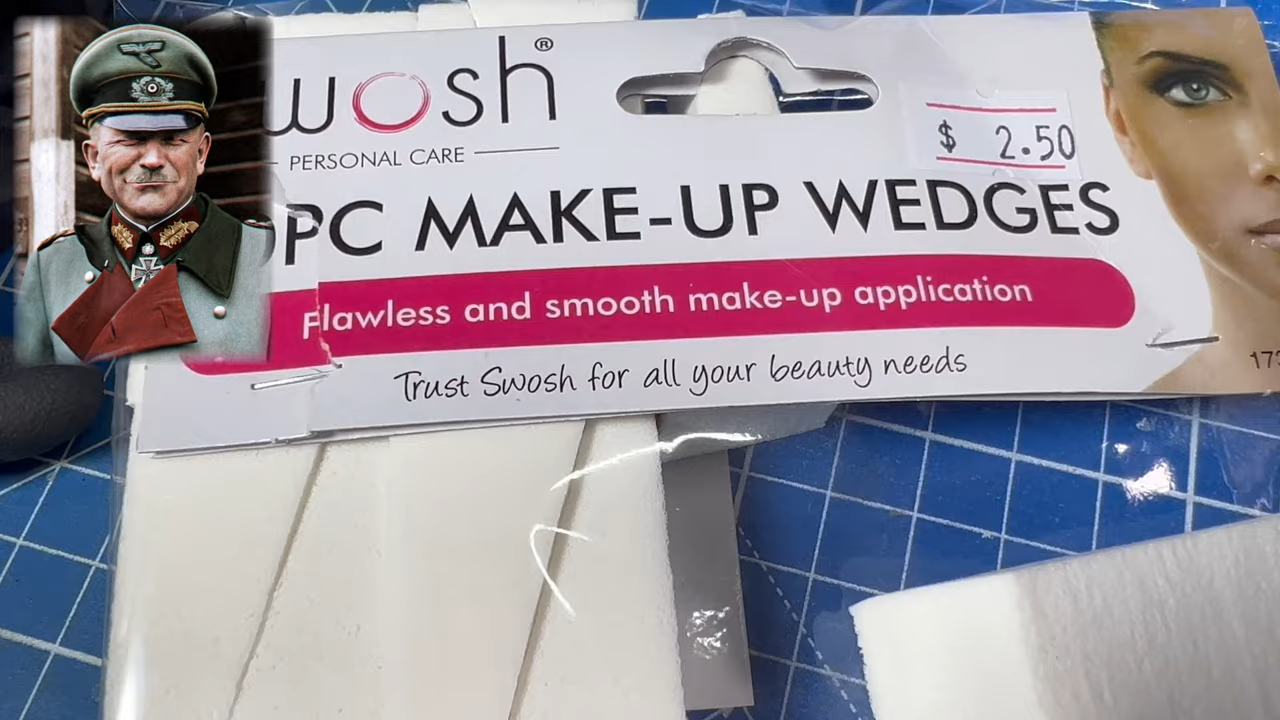 wosh®
PERSONAL CARE
$ 2.50
PC MAKE-UP WEDGES
Flawless and smooth make-up application
Trust Swosh for all your beauty needs
173